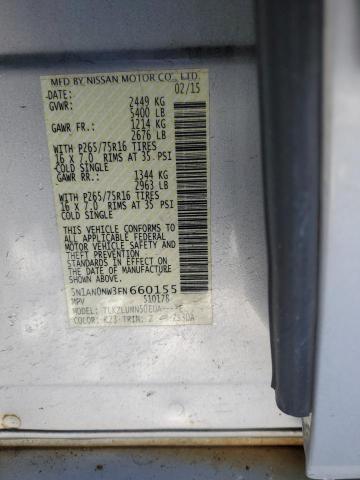 MFD BY NISSAN MOTOR CO., LTD.
DATE: 02/15
GVWR: 2449 KG
5400 LB
GAWR FR: 1214 KG
2676 LB
WITH P265/75R16 TIRES
16 x 7.0 RIMS AT 35 PSI
COLD SINGLE
GAWR RR: 1344 KG
2963 LB
WITH P265/75R16 TIRES
16 x 7.0 RIMS AT 35 PSI
COLD SINGLE
THIS VEHICLE CONFORMS TO
ALL APPLICABLE FEDERAL
MOTOR VEHICLE SAFETY
AND THEFT PREVENTION
STANDARDS IN EFFECT ON
THE DATE OF MANUFACTURE
SHOWN ABOVE.
5N1AN0NW3FN660155
MPV 510178
MODEL:
COLOR: K23 TRIM: